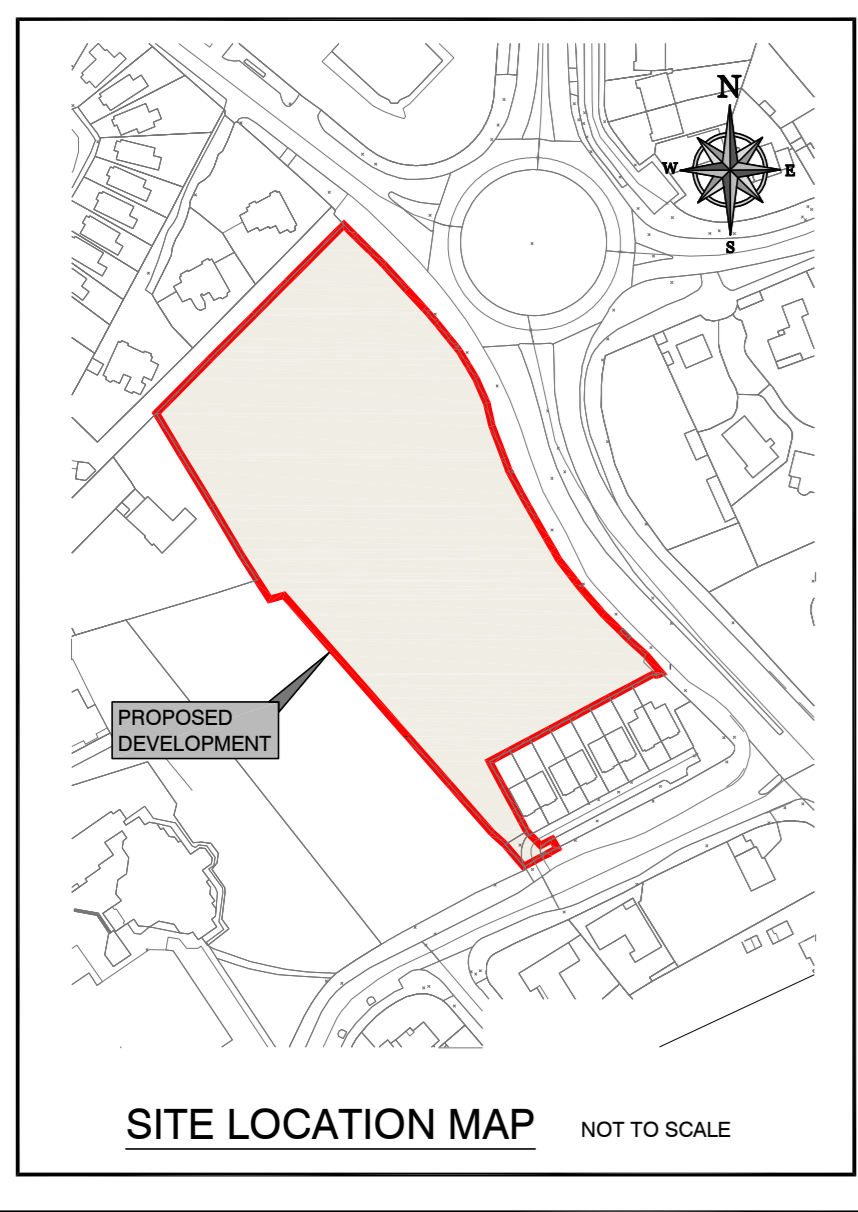 N
W E
S
PROPOSED
DEVELOPMENT
SITE LOCATION MAP NOT TO SCALE